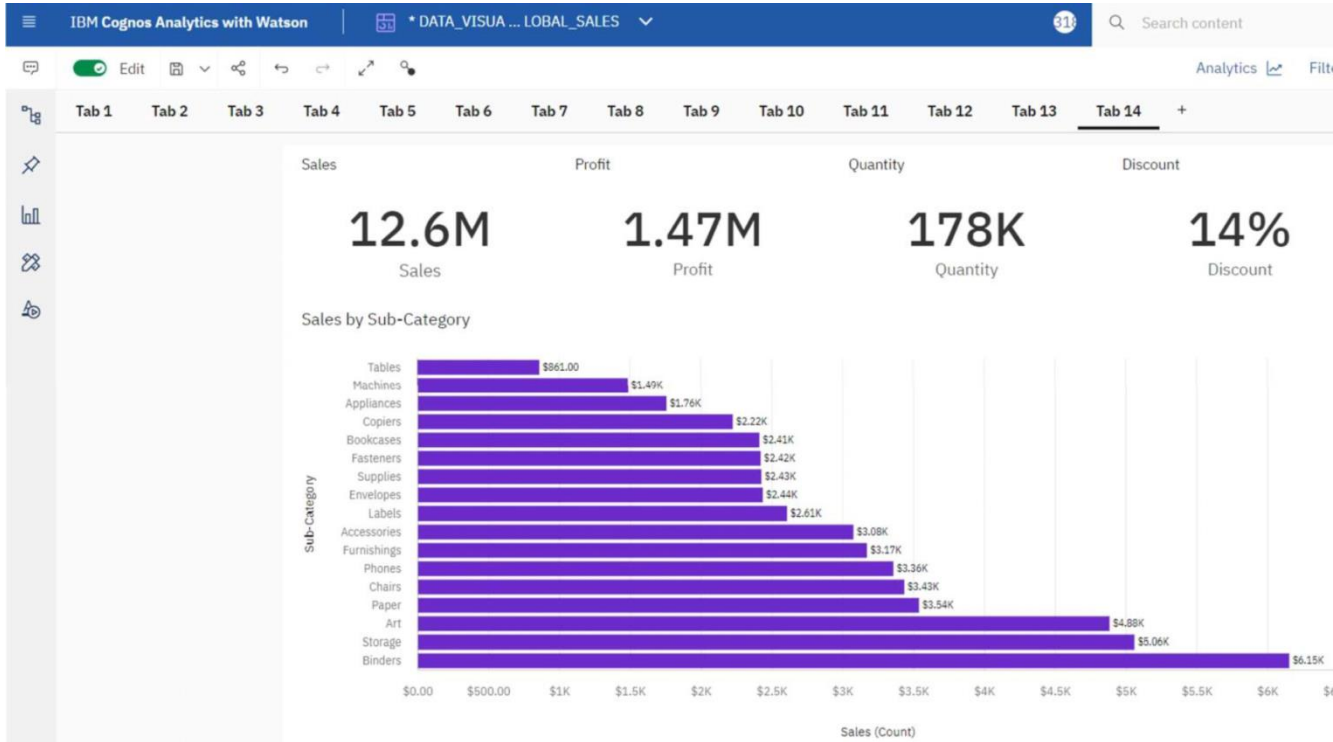 IBM Cognos Analytics with Watson
* DATA_VISUA ... LOBAL_SALES
Search content
Edit
Analytics
Tab 1 Tab 2 Tab 3 Tab 4 Tab 5 Tab 6 Tab 7 Tab 8 Tab 9 Tab 10 Tab 11 Tab 12 Tab 13 Tab 14 +
Sales Profit Quantity Discount
12.6M 1.47M 178K 14%
Sales Profit Quantity Discount
Sales by Sub-Category
Sub-Category
Tables $861.00
Machines $1.49K
Appliances $1.76K
Copiers $2.22K
Bookcases $2.41K
Fasteners $2.42K
Supplies $2.43K
Envelopes $2.44K
Labels $2.61K
Accessories $3.08K
Furnishings $3.17K
Phones $3.36K
Chairs $3.43K
Paper $3.54K
Art $4.88K
Storage $5.06K
Binders $6.15K
$0.00 $500.00 $1K $1.5K $2K $2.5K $3K $3.5K $4K $4.5K $5K $5.5K $6K
Sales (Count)